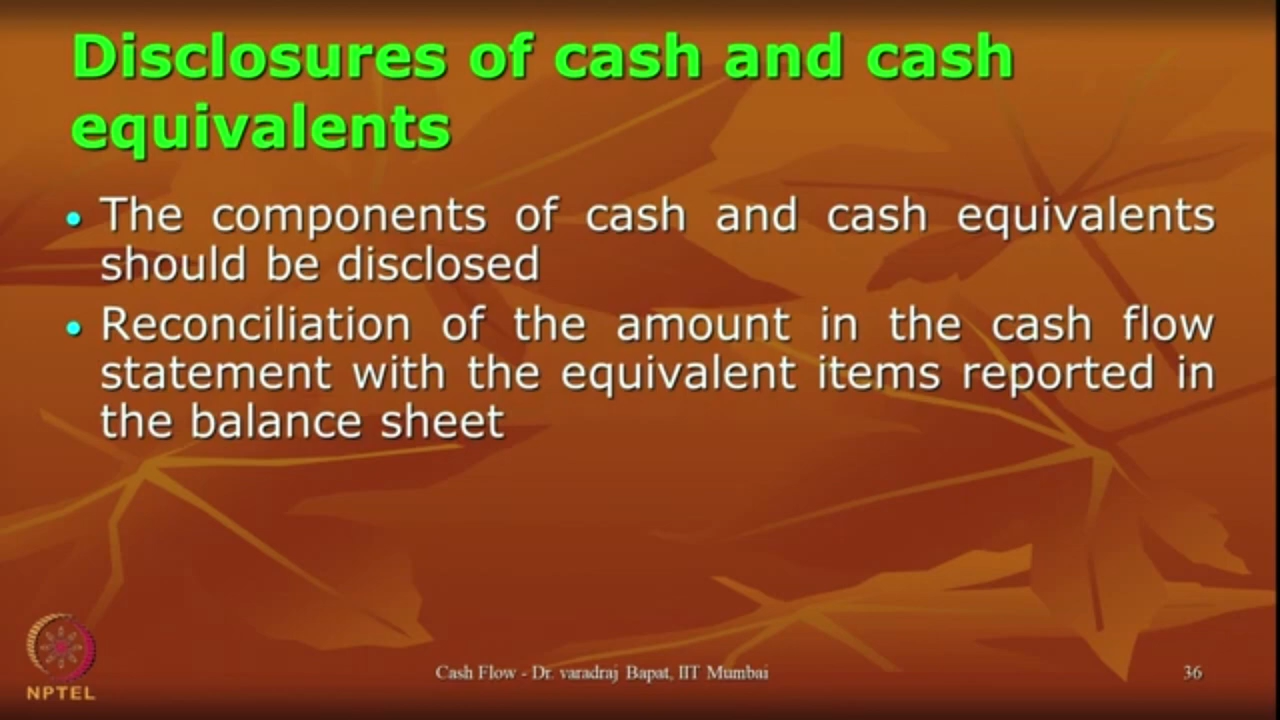 Disclosures of cash and cash
equivalents
• The components of cash and cash equivalents
should be disclosed
• Reconciliation of the amount in the cash flow
statement with the equivalent items reported in
the balance sheet
NPTEL
Cash Flow - Dr. varadraj Bapat, IIT Mumbai
36